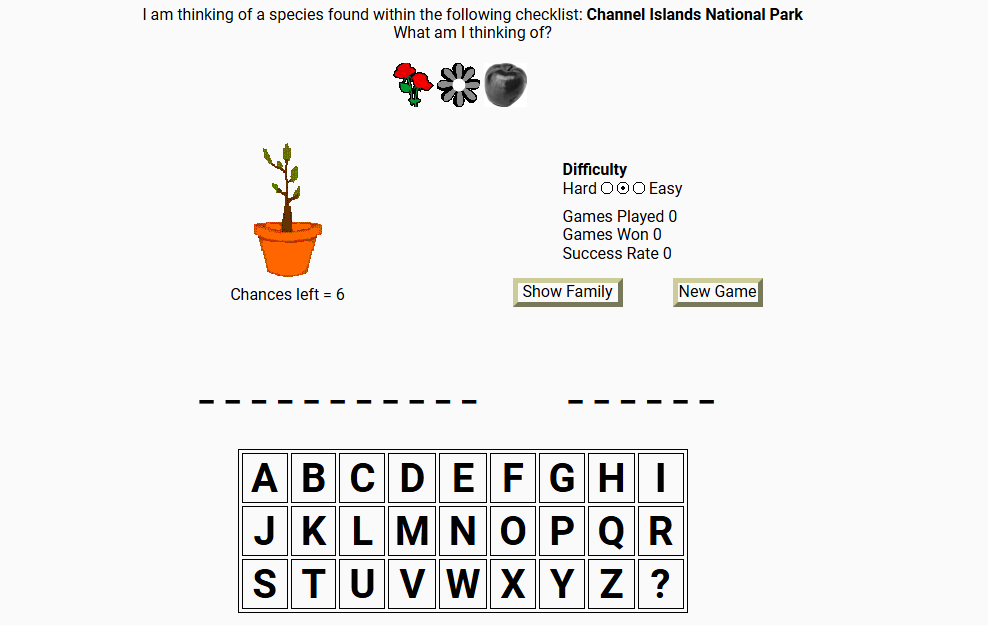 I am thinking of a species found within the following checklist: Channel Islands National Park
What am I thinking of?
Difficulty
Hard Easy
Games Played 0
Games Won 0
Success Rate 0
Chances left = 6
Show Family New Game
_ _ _ _ _ _ _ _ _ _ _ _ _ _ _ _ _
A B C D E F G H I
J K L M N O P Q R
S T U V W X Y Z ?